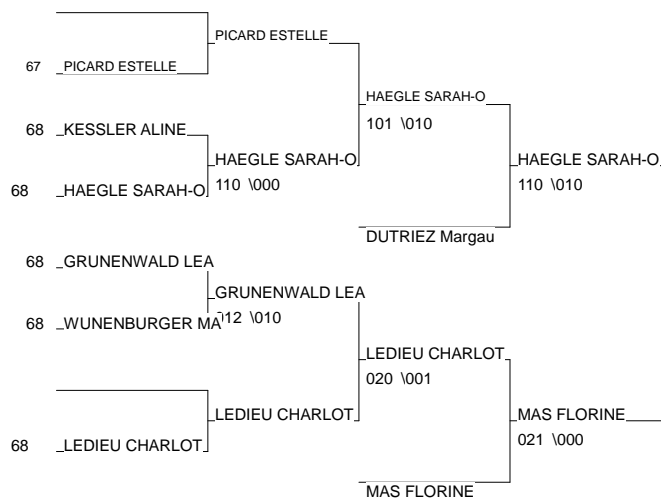 PICARD ESTELLE
67 PICARD ESTELLE
HAEGLE SARAH-O
101 \010
68 KESSLER ALINE
HAEGLE SARAH-O
110 \000
HAEGLE SARAH-O
110 \010
68 HAEGLE SARAH-O
DUTRIEZ Margau
68 GRUNENWALD LEA
GRUNENWALD LEA
012 \010
68 WUNENBURGER MA
LEDIEU CHARLOT
020 \001
LEDIEU CHARLOT
MAS FLORINE
021 \000
68 LEDIEU CHARLOT
MAS FLORINE